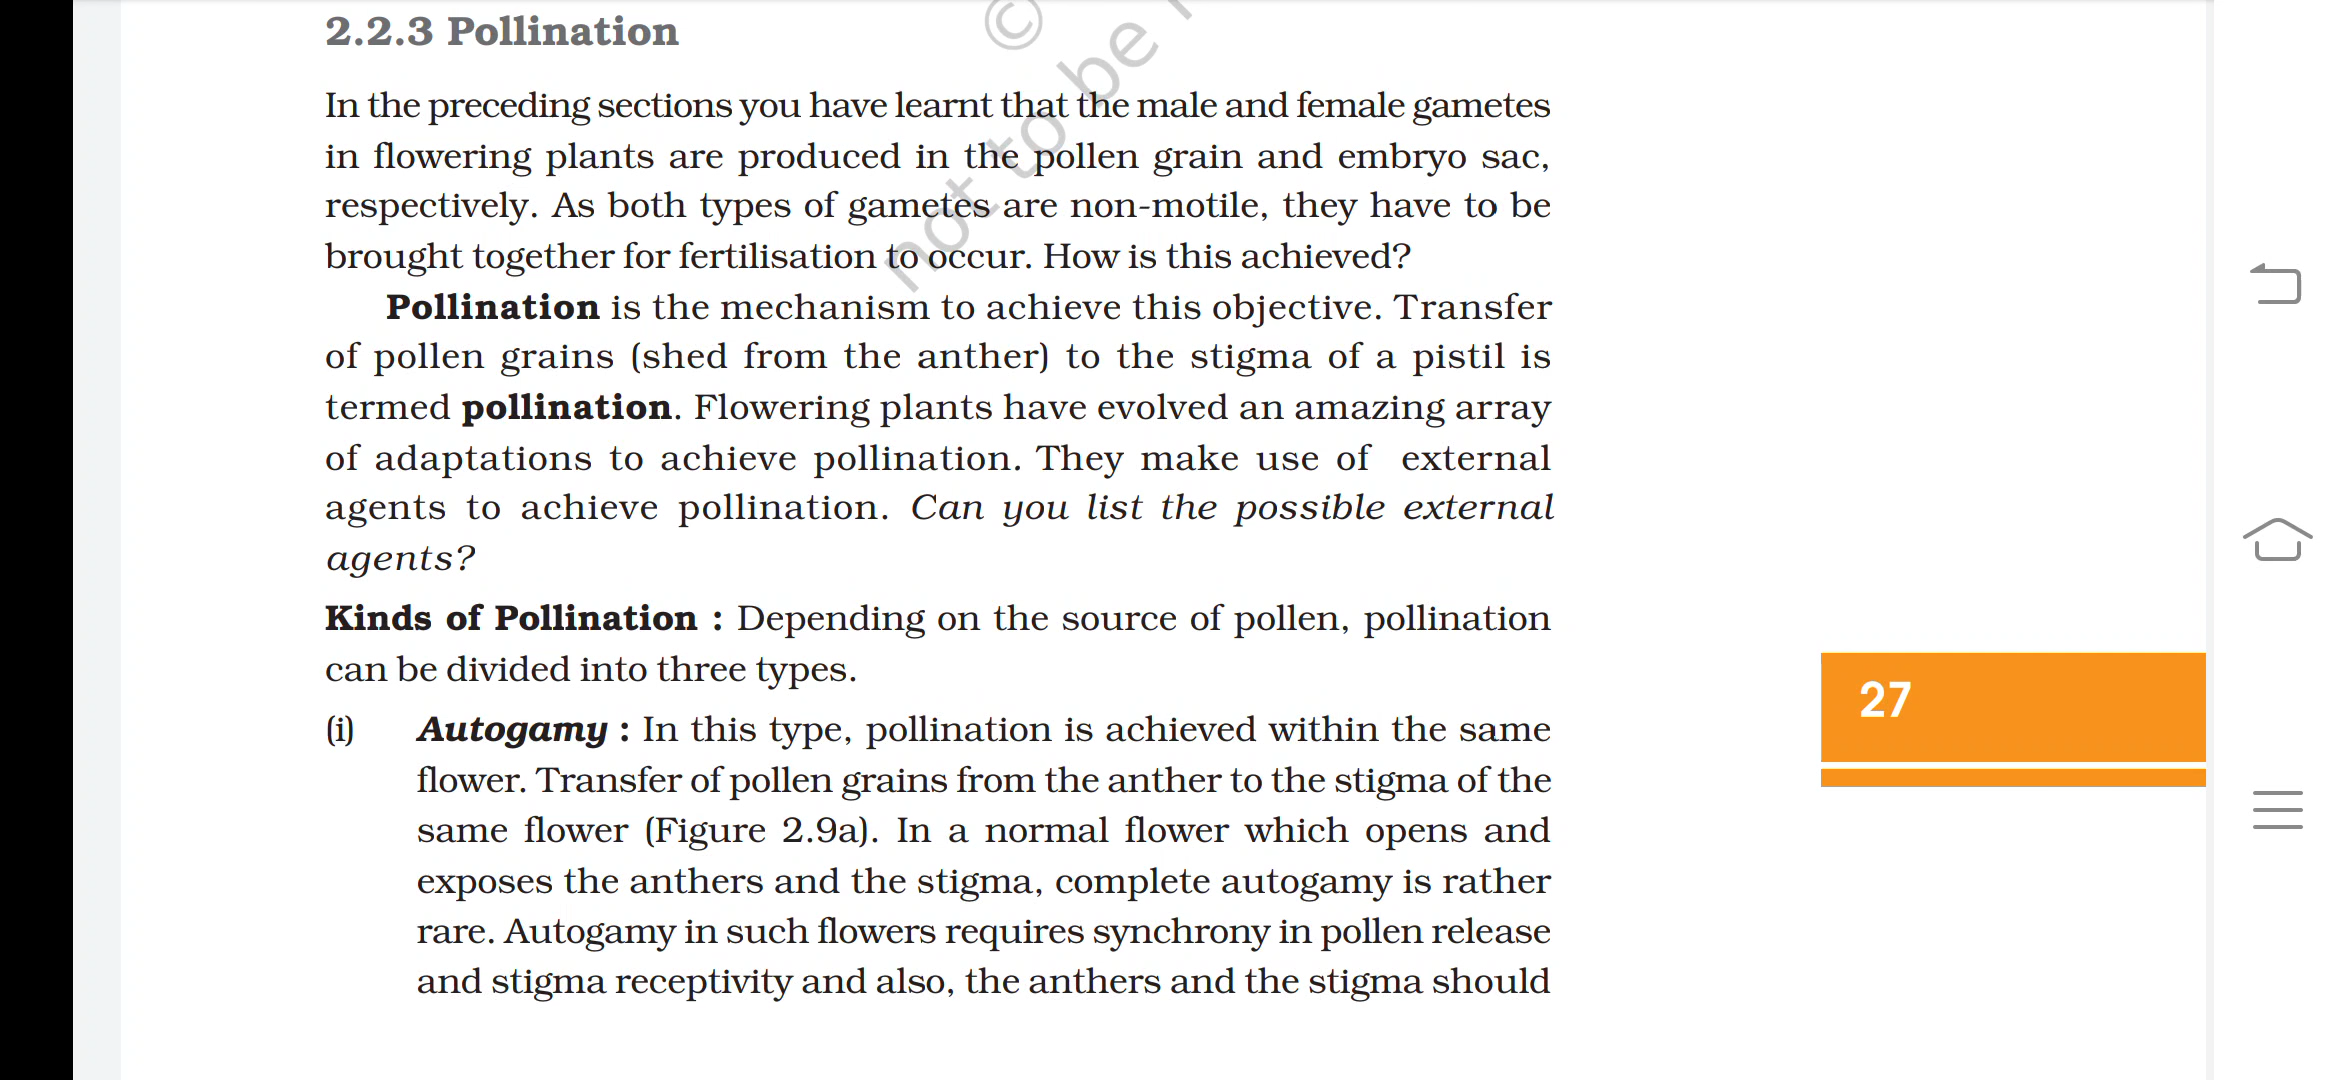 2.2.3 Pollination
©
not to be
In the preceding sections you have learnt that the male and female gametes
in flowering plants are produced in the pollen grain and embryo sac,
respectively. As both types of gametes are non-motile, they have to be
brought together for fertilisation to occur. How is this achieved?
Pollination is the mechanism to achieve this objective. Transfer
of pollen grains (shed from the anther) to the stigma of a pistil is
termed pollination. Flowering plants have evolved an amazing array
of adaptations to achieve pollination. They make use of external
agents to achieve pollination. Can you list the possible external
agents?
Kinds of Pollination : Depending on the source of pollen, pollination
can be divided into three types.
(i) Autogamy : In this type, pollination is achieved within the same
flower. Transfer of pollen grains from the anther to the stigma of the
same flower (Figure 2.9a). In a normal flower which opens and
exposes the anthers and the stigma, complete autogamy is rather
rare. Autogamy in such flowers requires synchrony in pollen release
and stigma receptivity and also, the anthers and the stigma should
27